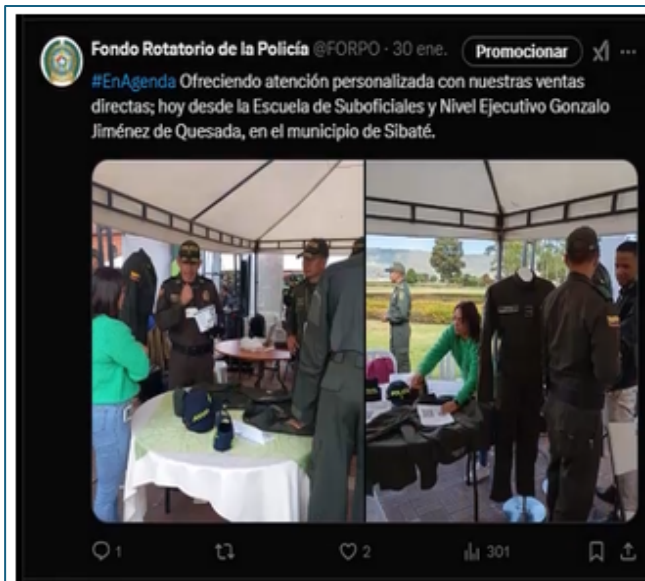 Fondo Rotatorio de la Policía @FORPO · 30 ene. Promocionar
#EnAgenda Ofreciendo atención personalizada con nuestras ventas
directas; hoy desde la Escuela de Suboficiales y Nivel Ejecutivo Gonzalo
Jiménez de Quesada, en el municipio de Sibaté.
1 2 301